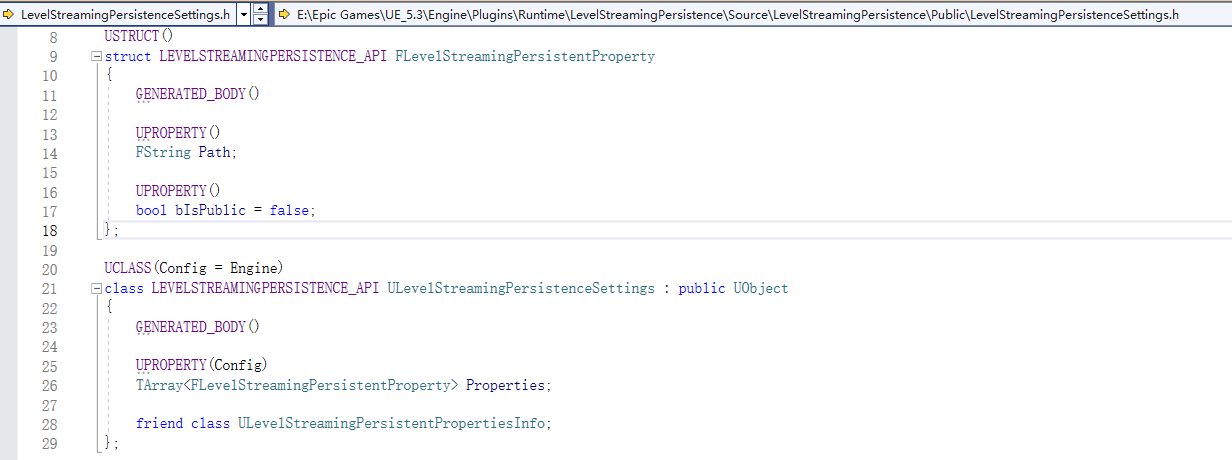 LevelStreamingPersistenceSettings.h E:\Epic Games\UE_5.3\Engine\Plugins\Runtime\LevelStreamingPersistence\Source\LevelStreamingPersistence\Public\LevelStreamingPersistenceSettings.h
8 USTRUCT()
9 struct LEVELSTREAMINGPERSISTENCE_API FLevelStreamingPersistentProperty
10 {
11 GENERATED_BODY()
12
13 UPROPERTY()
14 FString Path;
15
16 UPROPERTY()
17 bool bIsPublic = false;
18 };
19
20 UCLASS(Config = Engine)
21 class LEVELSTREAMINGPERSISTENCE_API ULevelStreamingPersistenceSettings : public UObject
22 {
23 GENERATED_BODY()
24
25 UPROPERTY(Config)
26 TArray<FLevelStreamingPersistentProperty> Properties;
27
28 friend class ULevelStreamingPersistentPropertiesInfo;
29 };